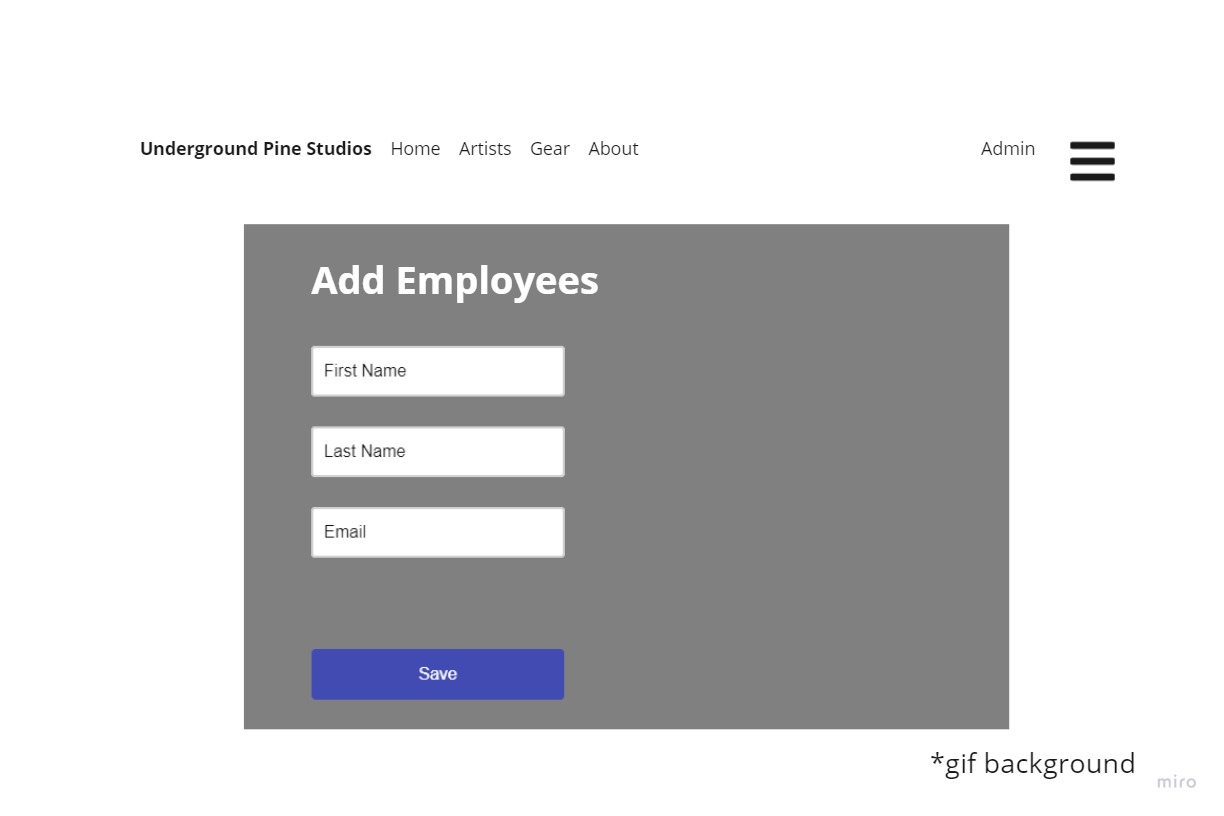 Underground Pine Studios Home Artists Gear About Admin
Add Employees
First Name
Last Name
Email
Save
*gif background
miro